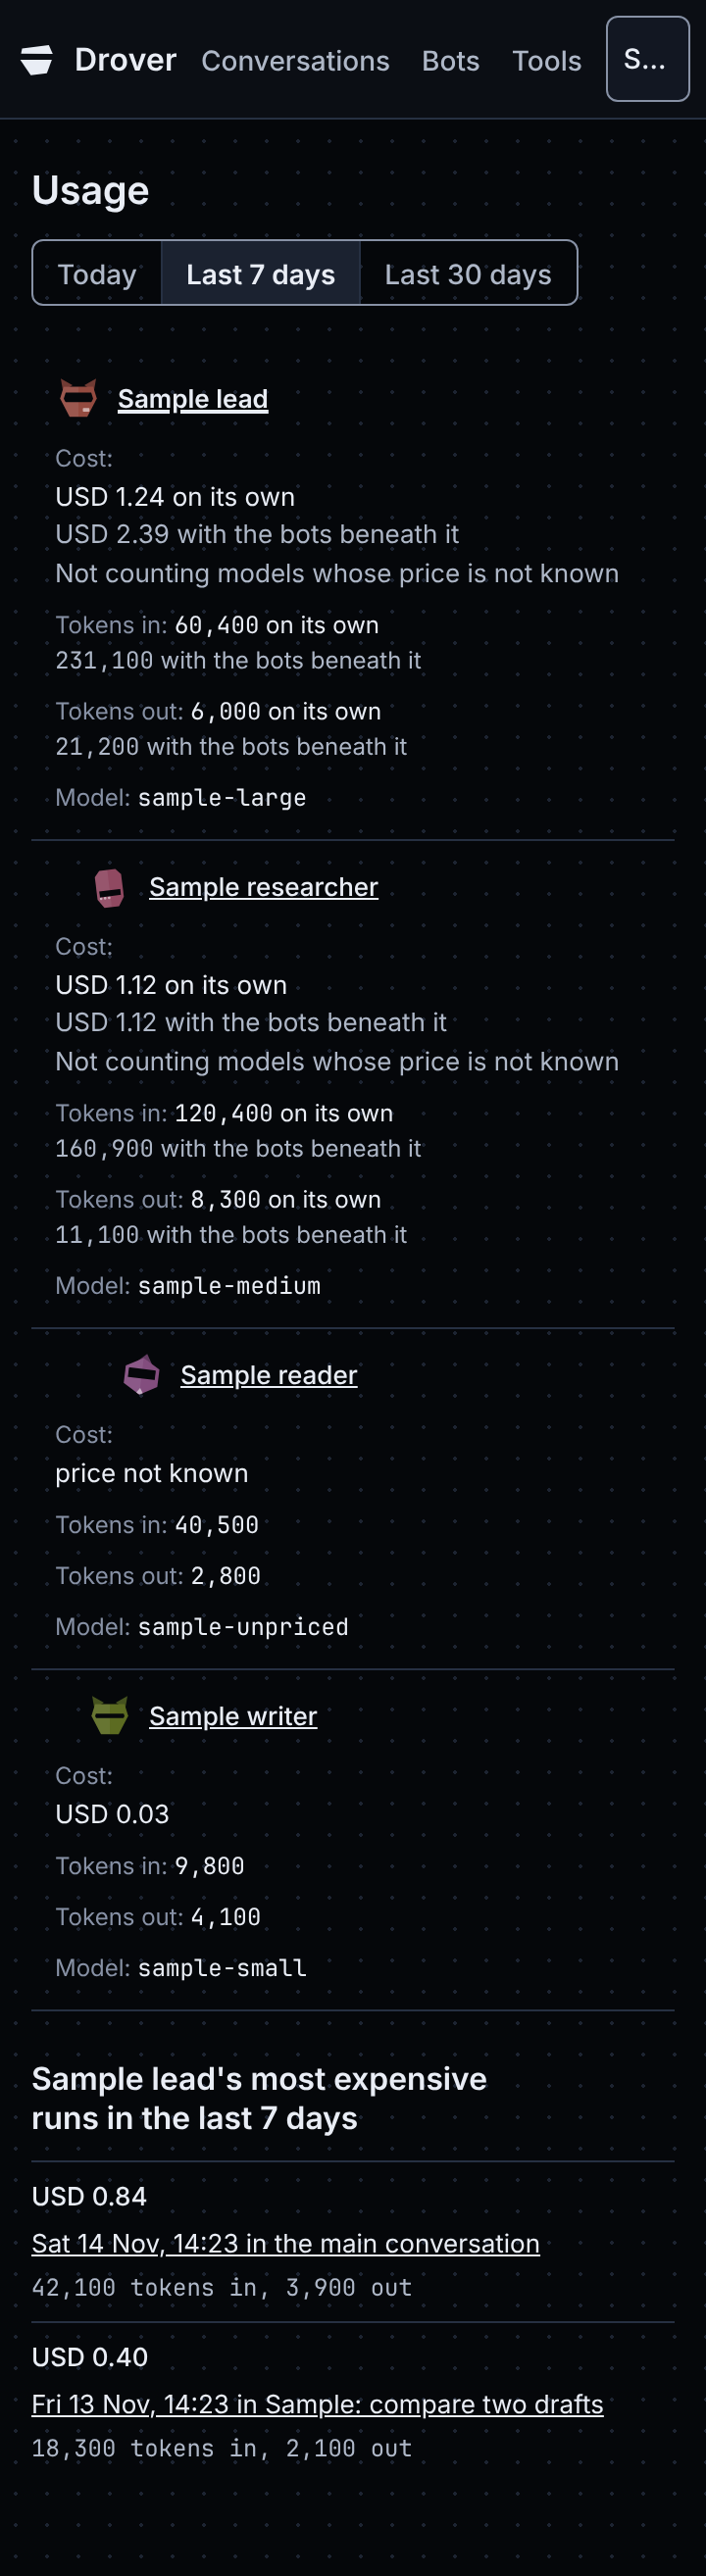 Drover Conversations Bots Tools S...
Usage
Today Last 7 days Last 30 days
Sample lead
Cost:
USD 1.24 on its own
USD 2.39 with the bots beneath it
Not counting models whose price is not known
Tokens in: 60,400 on its own
231,100 with the bots beneath it
Tokens out: 6,000 on its own
21,200 with the bots beneath it
Model: sample-large
Sample researcher
Cost:
USD 1.12 on its own
USD 1.12 with the bots beneath it
Not counting models whose price is not known
Tokens in: 120,400 on its own
160,900 with the bots beneath it
Tokens out: 8,300 on its own
11,100 with the bots beneath it
Model: sample-medium
Sample reader
Cost:
price not known
Tokens in: 40,500
Tokens out: 2,800
Model: sample-unpriced
Sample writer
Cost:
USD 0.03
Tokens in: 9,800
Tokens out: 4,100
Model: sample-small
Sample lead's most expensive
runs in the last 7 days
USD 0.84
Sat 14 Nov, 14:23 in the main conversation
42,100 tokens in, 3,900 out
USD 0.40
Fri 13 Nov, 14:23 in Sample: compare two drafts
18,300 tokens in, 2,100 out